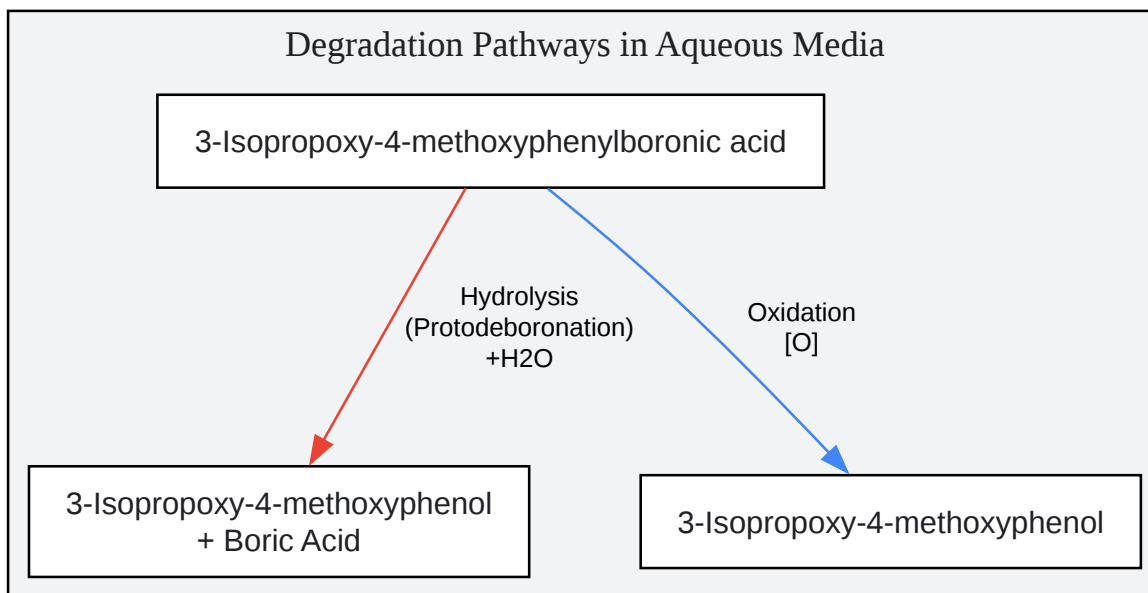 Degradation Pathways in Aqueous Media
3-Isopropoxy-4-methoxyphenylboronic acid
Hydrolysis
(Protodeboronation)
+H2O
Oxidation
[O]
3-Isopropoxy-4-methoxyphenol
+ Boric Acid
3-Isopropoxy-4-methoxyphenol